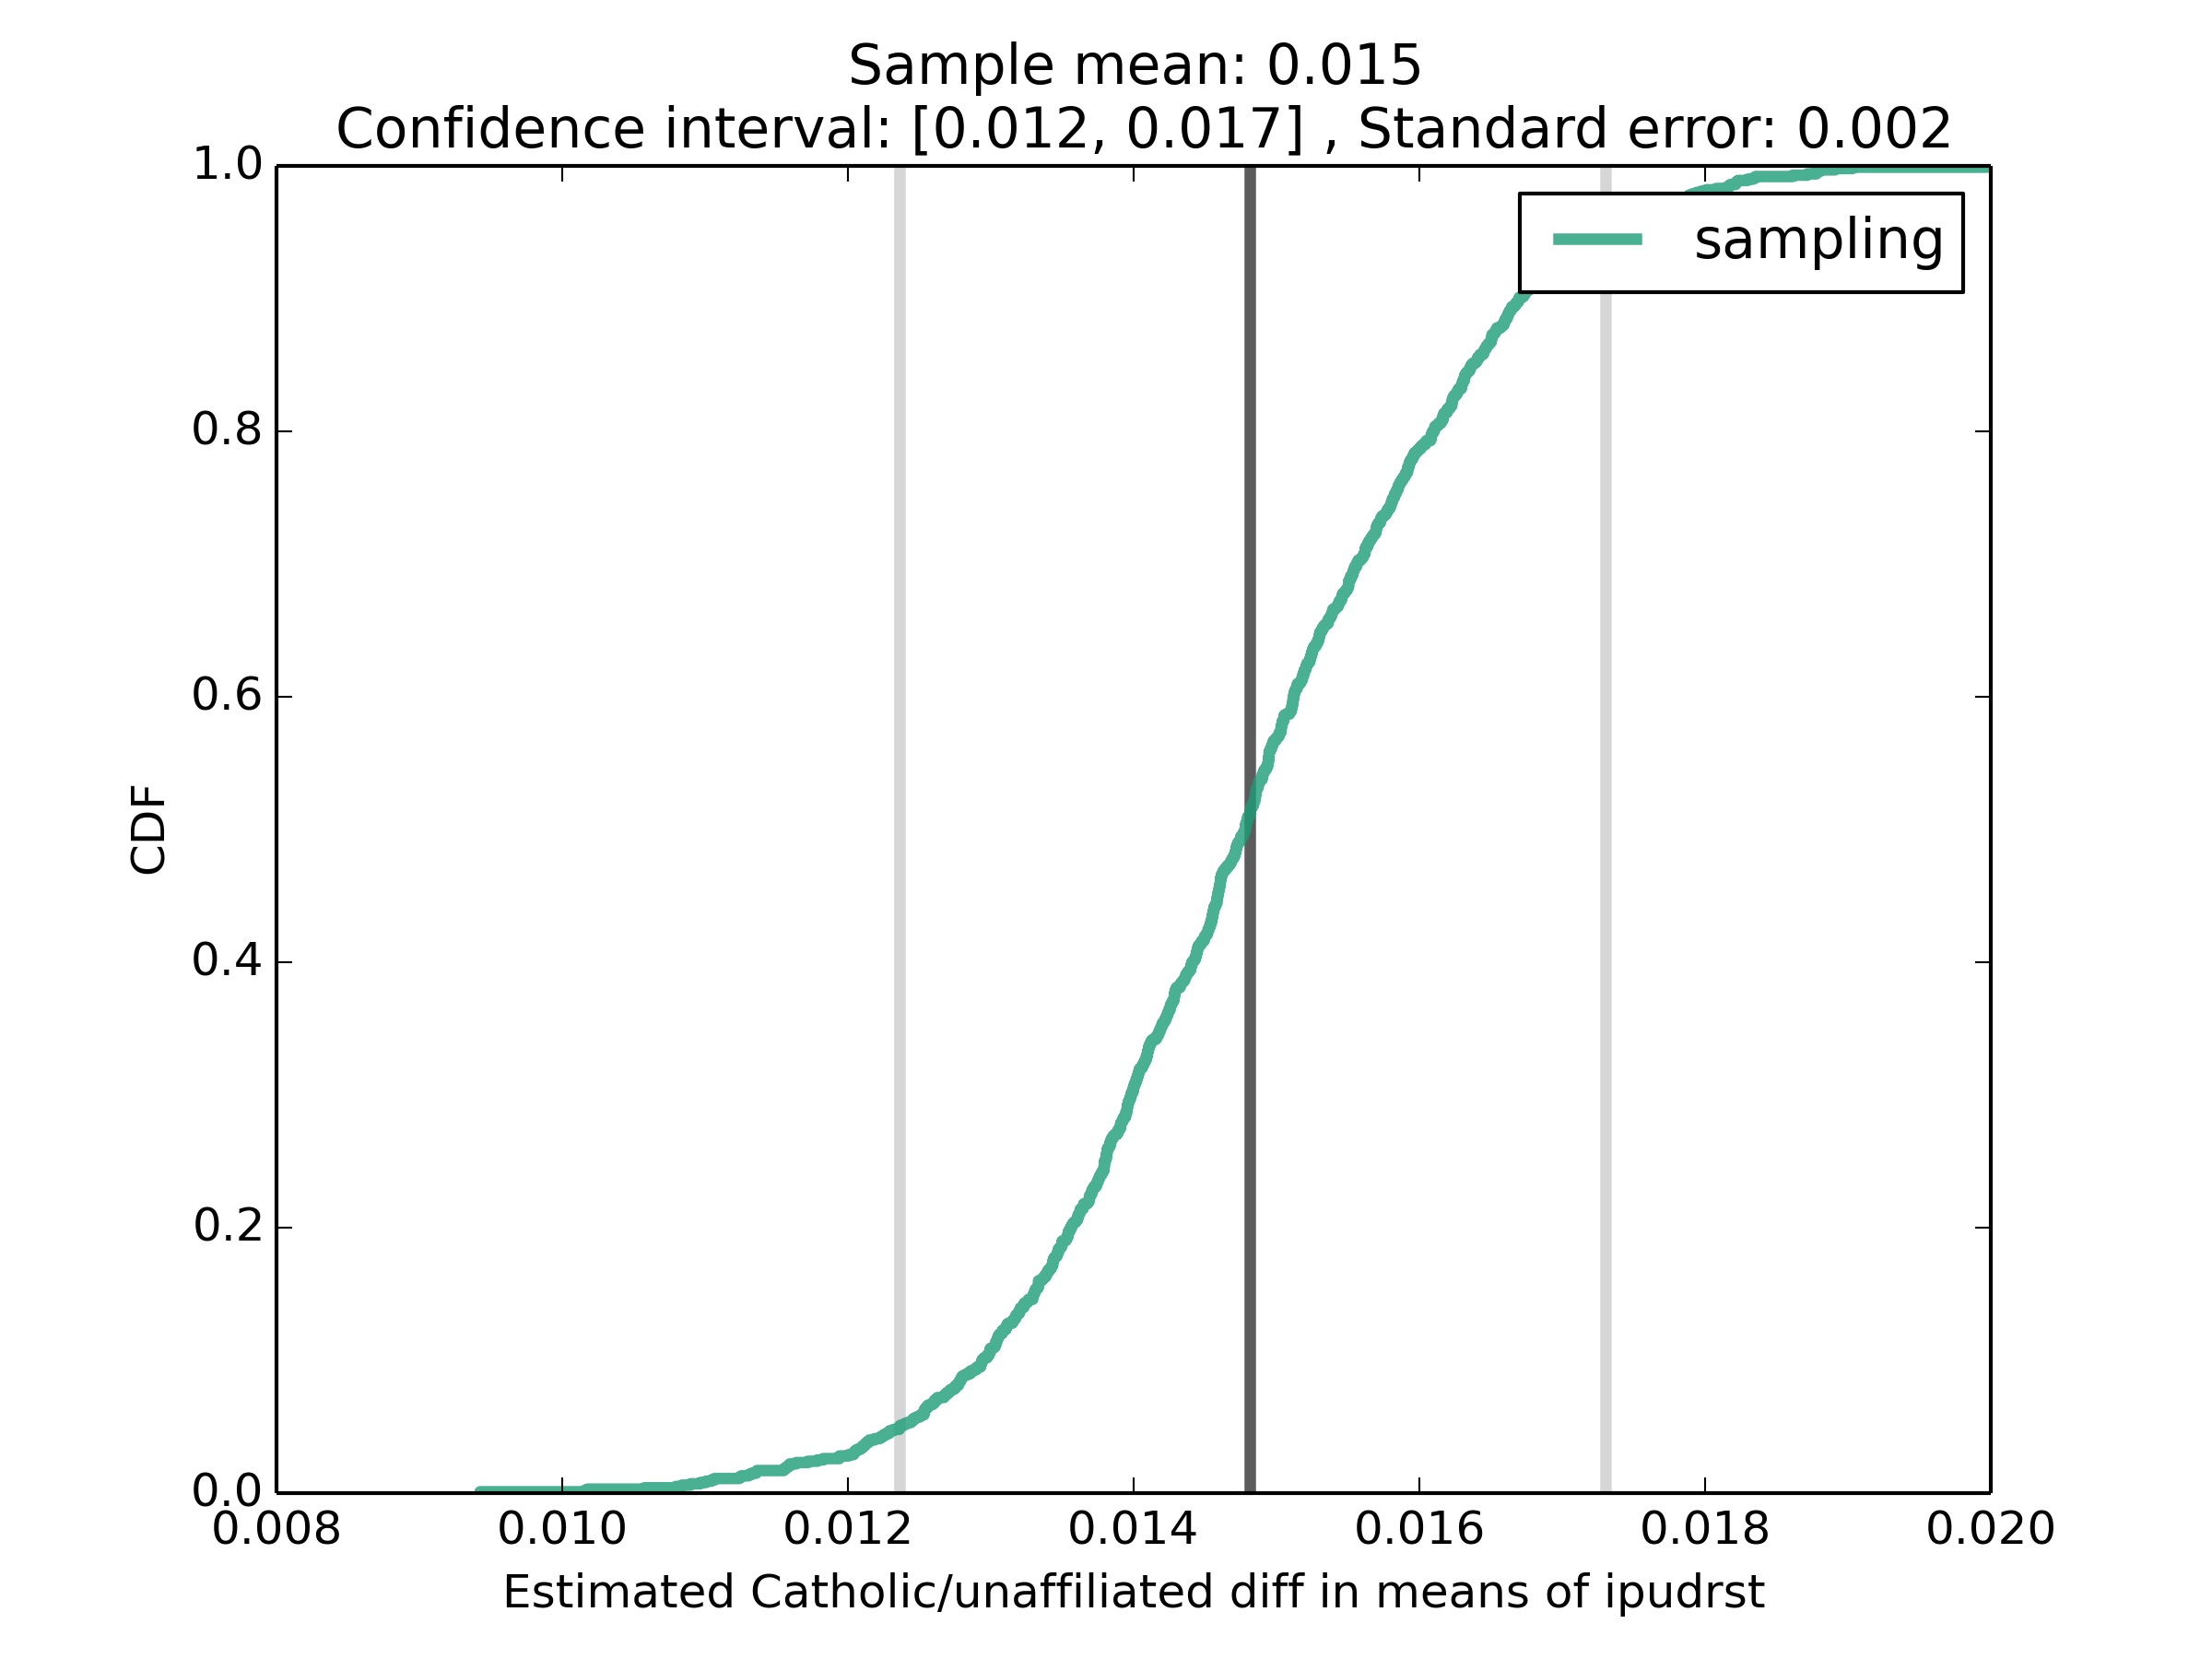 Sample mean: 0.015
Confidence interval: [0.012, 0.017] , Standard error: 0.002
1.0
sampling
0.8
0.6
CDF
0.4
0.2
0.0
0.008 0.010 0.012 0.014 0.016 0.018 0.020
Estimated Catholic/unaffiliated diff in means of ipudrst